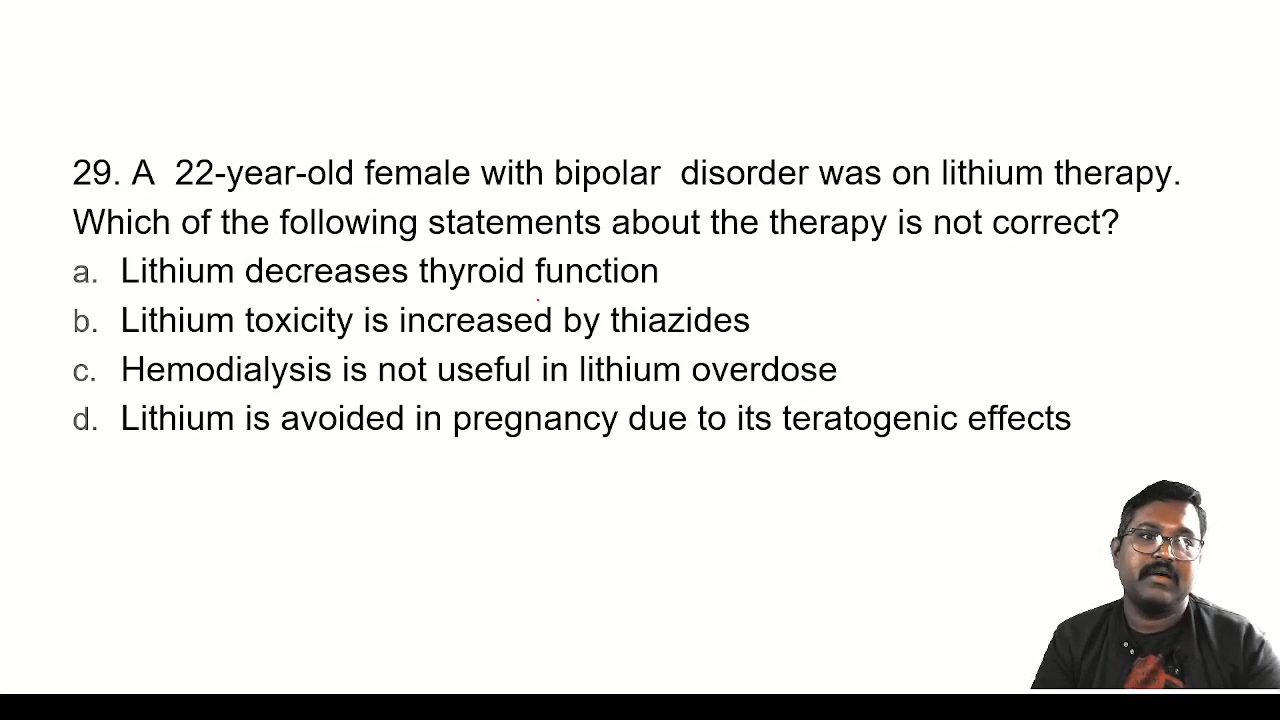 29. A 22-year-old female with bipolar disorder was on lithium therapy.
Which of the following statements about the therapy is not correct?
a. Lithium decreases thyroid function
b. Lithium toxicity is increased by thiazides
c. Hemodialysis is not useful in lithium overdose
d. Lithium is avoided in pregnancy due to its teratogenic effects